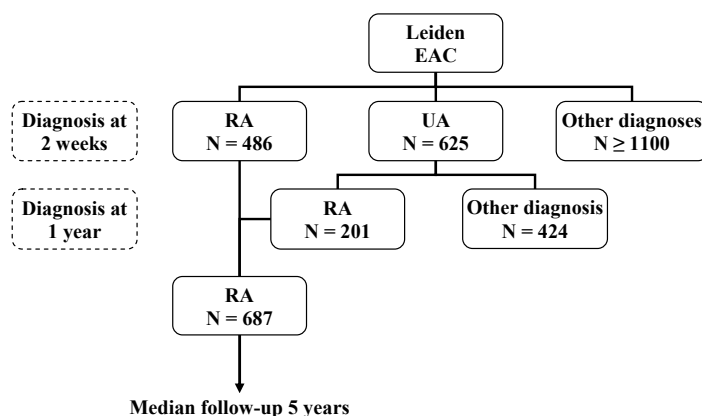 Leiden
EAC
Diagnosis at
2 weeks
RA
N = 486
UA
N = 625
Other diagnoses
N ≥ 1100
Diagnosis at
1 year
RA
N = 201
Other diagnosis
N = 424
RA
N = 687
Median follow-up 5 years